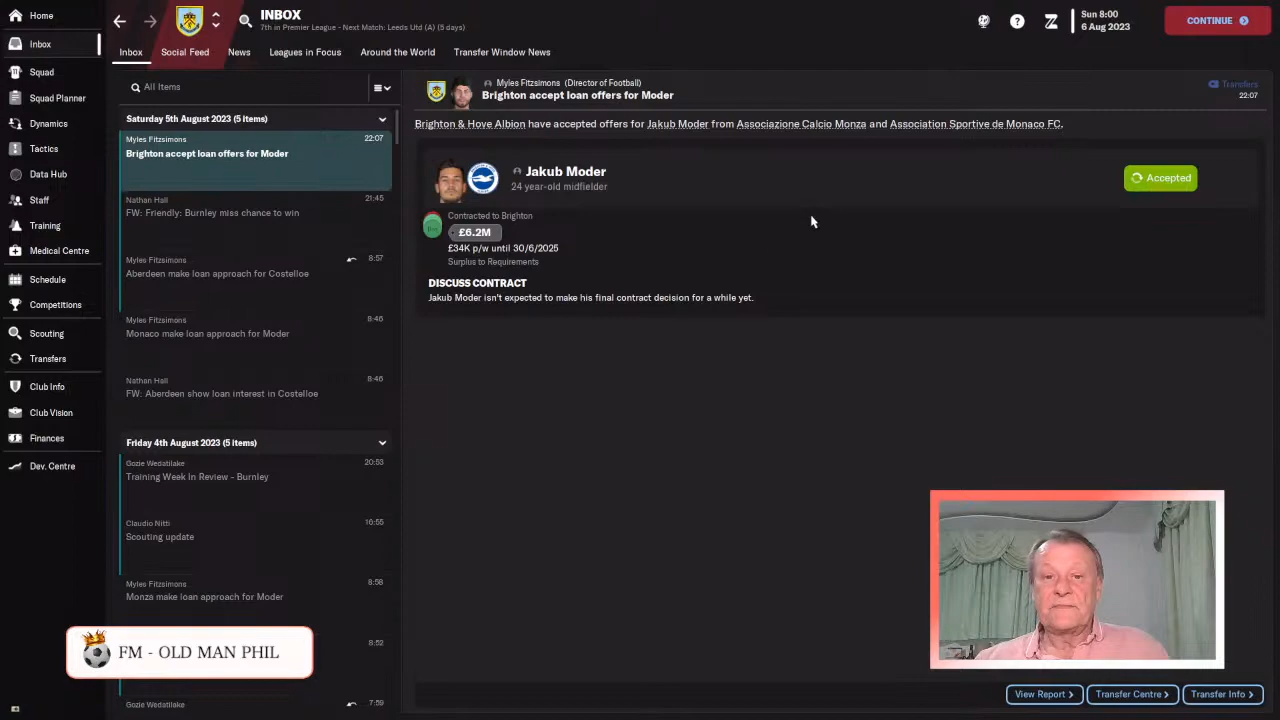 Home
Inbox
Squad
Squad Planner
Dynamics
Tactics
Data Hub
Staff
Training
Medical Centre
Schedule
Competitions
Scouting
Transfers
Club Info
Club Vision
Finances
Dev. Centre
INBOX
7th in Premier League - Next Match: Leeds Utd (A) (5 days)
Sun 8:00
6 Aug 2023
CONTINUE
Inbox
Social Feed
News
Leagues in Focus
Around the World
Transfer Window News
All Items
Saturday 5th August 2023 (5 items)
Myles Fitzsimons 22:07
Brighton accept loan offers for Moder
Nathan Hall 21:45
FW: Friendly: Burnley miss chance to win
Myles Fitzsimons 8:57
Aberdeen make loan approach for Costelloe
Myles Fitzsimons 8:46
Monaco make loan approach for Moder
Nathan Hall 8:46
FW: Aberdeen show loan interest in Costelloe
Friday 4th August 2023 (5 items)
Gozie Wedatilake 20:53
Training Week In Review - Burnley
Claudio Nitti 16:55
Scouting update
Myles Fitzsimons 8:58
Monza make loan approach for Moder
8:52
Gozie Wedatilake 7:59
Myles Fitzsimons (Director of Football)
Brighton accept loan offers for Moder
Transfers
22:07
Brighton & Hove Albion have accepted offers for Jakub Moder from Associazione Calcio Monza and Association Sportive de Monaco FC.
Jakub Moder
24 year-old midfielder
Accepted
Contracted to Brighton
£6.2M
£34K p/w until 30/6/2025
Surplus to Requirements
DISCUSS CONTRACT
Jakub Moder isn't expected to make his final contract decision for a while yet.
FM - OLD MAN PHIL
View Report
Transfer Centre
Transfer Info